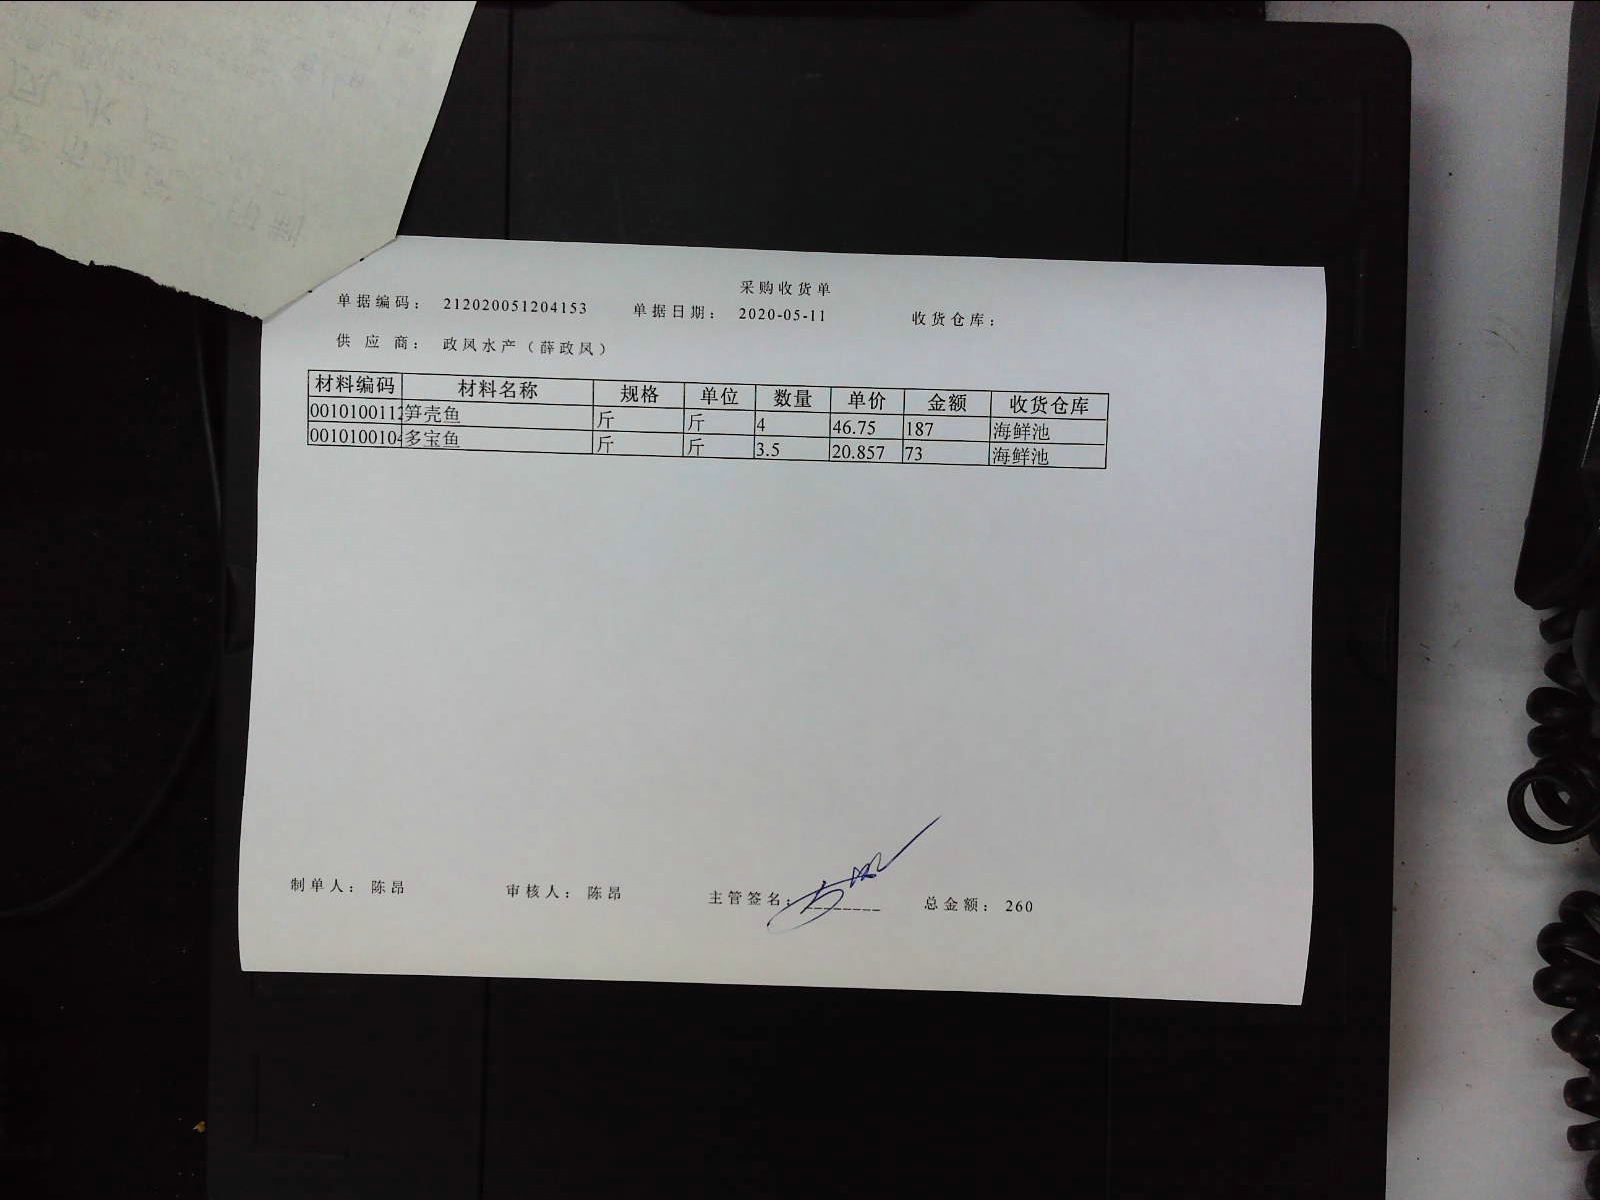 采购收货单
单据编码: 212020051204153 单据日期: 2020-05-11 收货仓库:
供应商: 政风水产(薛政凤)
材料编码 材料名称 规格 单位 数量 单价 金额 收货仓库
0010100112 笋壳鱼 斤 斤 4 46.75 187 海鲜池
0010100104 多宝鱼 斤 斤 3.5 20.857 73 海鲜池
制单人: 陈昂 审核人: 陈昂 主管签名: 总金额: 260